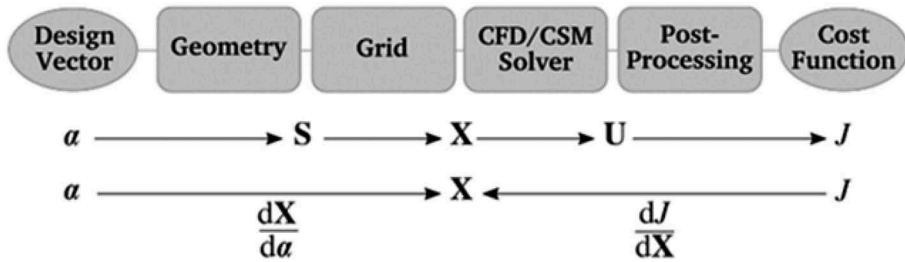 Design Vector
Geometry
Grid
CFD/CSM Solver
Post-Processing
Cost Function
α S X U J
α X J
dX/dα dJ/dX